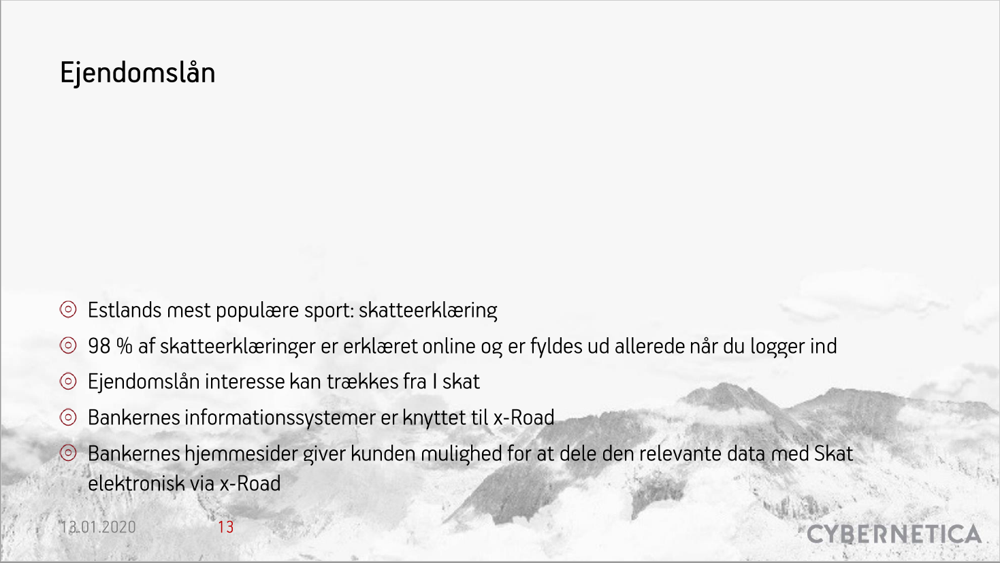 Ejendomslån
Estlands mest populære sport: skatteerklæring
98 % af skatteerklæringer er erklæret online og er fyldes ud allerede når du logger ind
Ejendomslån interesse kan trækkes fra I skat
Bankernes informationssystemer er knyttet til x-Road
Bankernes hjemmesider giver kunden mulighed for at dele den relevante data med Skat
elektronisk via x-Road
13.01.2020 13
CYBERNETICA